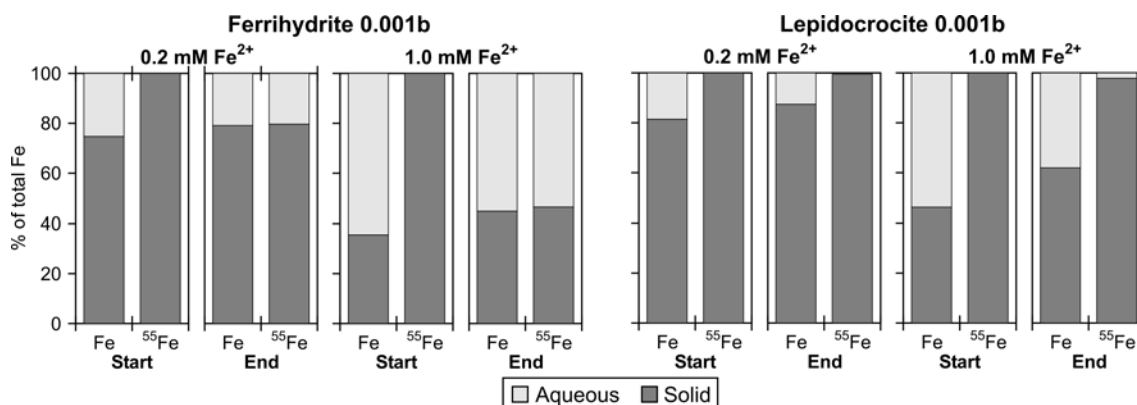 Ferrihydrite 0.001b
Lepidocrocite 0.001b
0.2 mM Fe²⁺
1.0 mM Fe²⁺
0.2 mM Fe²⁺
1.0 mM Fe²⁺
% of total Fe
100
80
60
40
20
0
Fe ⁵⁵Fe Fe ⁵⁵Fe Fe ⁵⁵Fe Fe ⁵⁵Fe Fe ⁵⁵Fe Fe ⁵⁵Fe Fe ⁵⁵Fe Fe ⁵⁵Fe
Start End Start End Start End Start End
Aqueous Solid